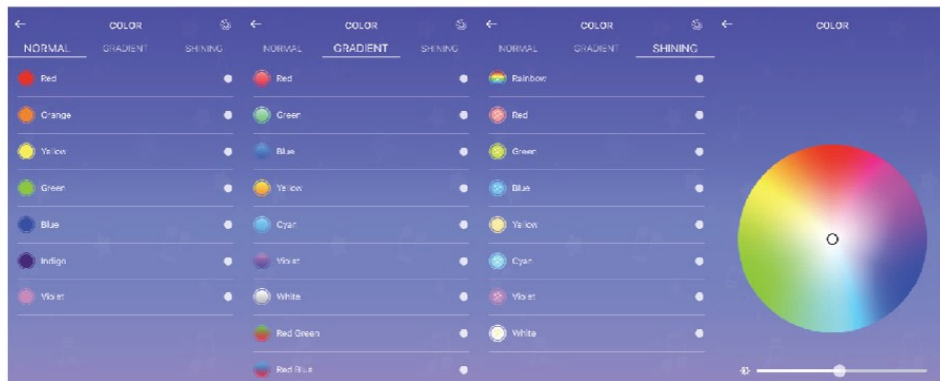 COLOR
NORMAL GRADIENT SHINING
Red
Orange
Yellow
Green
Blue
Indigo
Violet
COLOR
NORMAL GRADIENT SHINING
Red
Green
Blue
Yellow
Cyan
Violet
White
Red Green
Red Blue
COLOR
NORMAL GRADIENT SHINING
Rainbow
Red
Green
Blue
Yellow
Cyan
Violet
White
COLOR